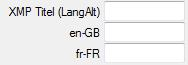 XMP Titel (LangAlt)
en-GB
fr-FR